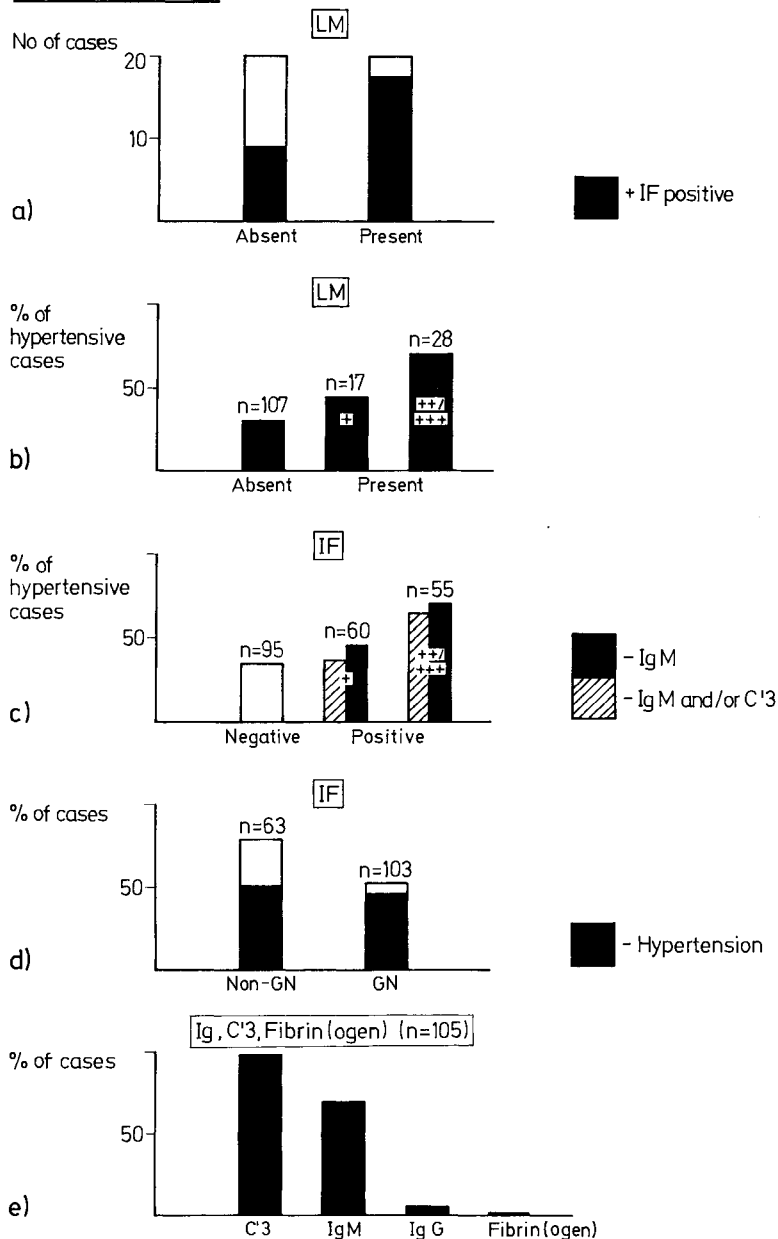 LM
No of cases
20
10
a)
Absent Present
+ IF positive
LM
% of
hypertensive
cases
50
n=107
n=17
n=28
+
++/
+++
b)
Absent Present
IF
% of
hypertensive
cases
50
n=95
n=60
n=55
+
++/
+++
c)
Negative Positive
- IgM
- IgM and/or C'3
IF
% of cases
50
n=63
n=103
d)
Non-GN GN
- Hypertension
Ig, C'3, Fibrin(ogen) (n=105)
% of cases
50
e)
C'3 IgM IgG Fibrin(ogen)